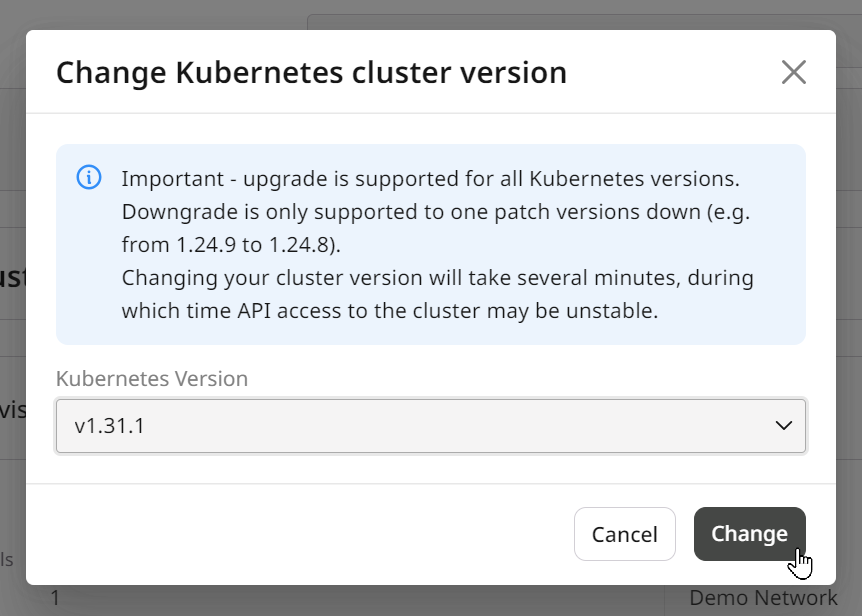 Change Kubernetes cluster version
Important - upgrade is supported for all Kubernetes versions.
Downgrade is only supported to one patch versions down (e.g.
from 1.24.9 to 1.24.8).
Changing your cluster version will take several minutes, during
which time API access to the cluster may be unstable.
Kubernetes Version
v1.31.1
Cancel
Change
1
Demo Network